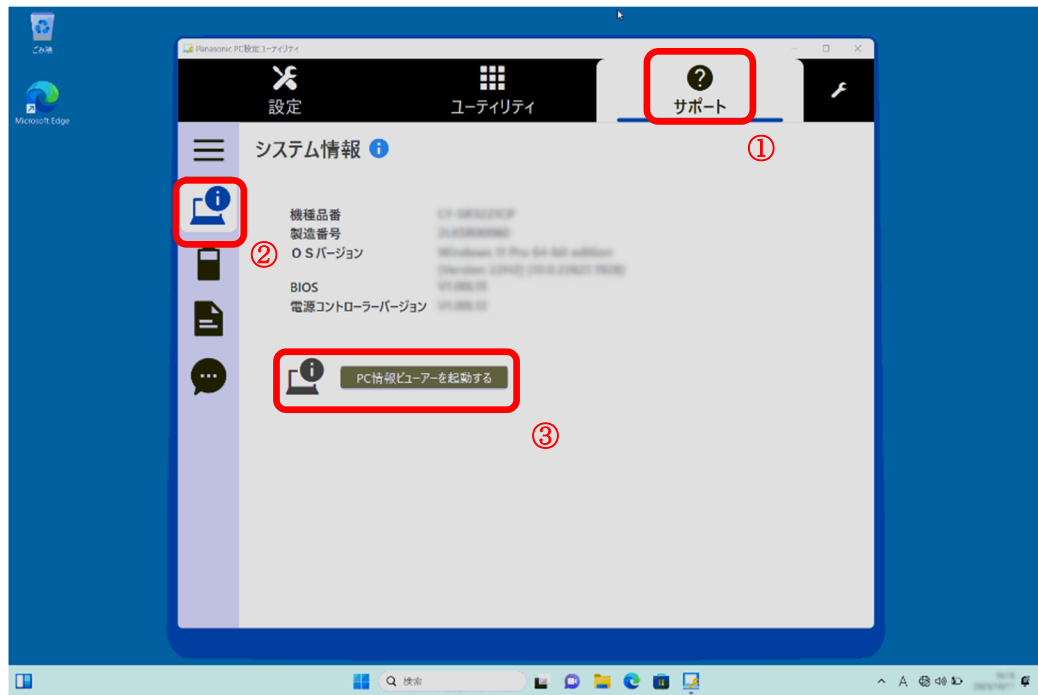 ごみ箱
Microsoft Edge
Panasonic PC設定ユーティリティ
設定
ユーティリティ
サポート
①
システム情報
②
機種品番
製造番号
OSバージョン
BIOS
電源コントローラーバージョン
PC情報ビューアーを起動する
③
検索
A